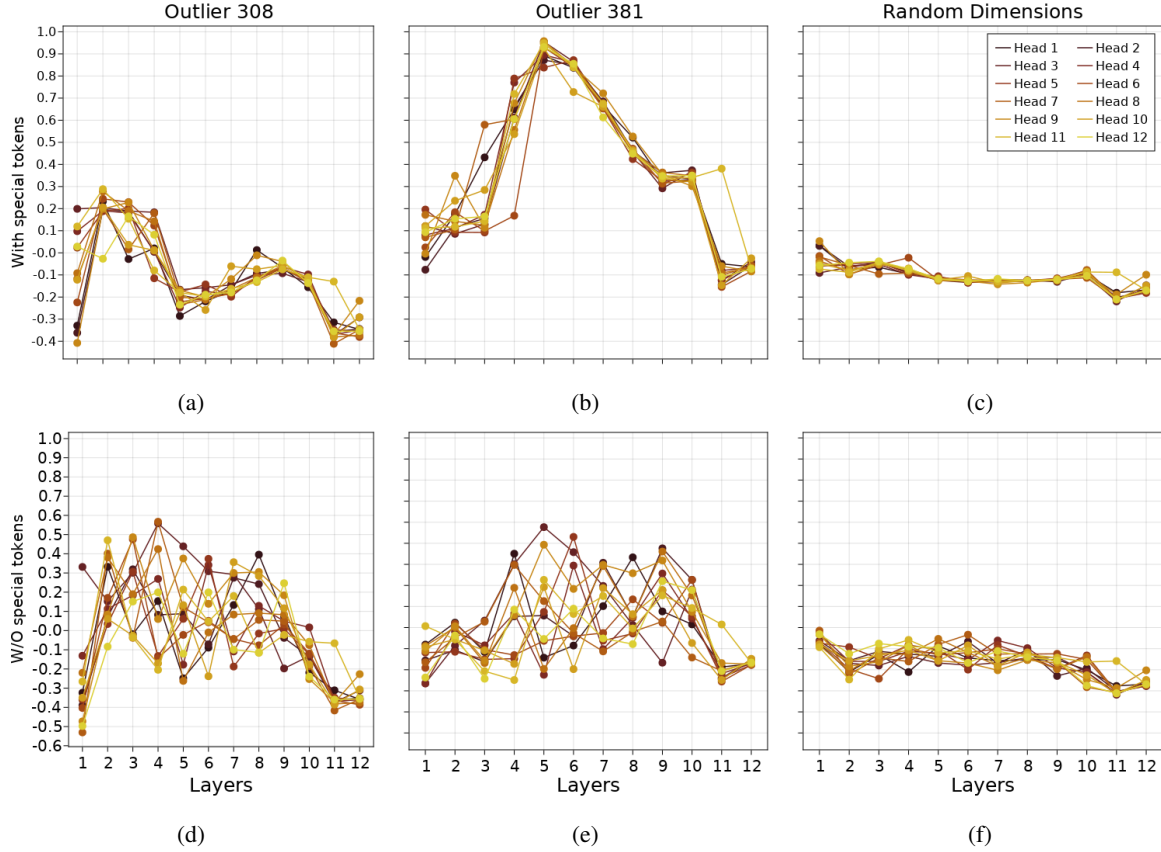 Outlier 308 Outlier 381 Random Dimensions
With special tokens
1.0
0.9
0.8
0.7
0.6
0.5
0.4
0.3
0.2
0.1
-0.0
-0.1
-0.2
-0.3
-0.4
Head 1 Head 2
Head 3 Head 4
Head 5 Head 6
Head 7 Head 8
Head 9 Head 10
Head 11 Head 12
(a) (b) (c)
W/O special tokens
1.0
0.9
0.8
0.7
0.6
0.5
0.4
0.3
0.2
0.1
-0.0
-0.1
-0.2
-0.3
-0.4
-0.5
-0.6
1 2 3 4 5 6 7 8 9 10 11 12 1 2 3 4 5 6 7 8 9 10 11 12 1 2 3 4 5 6 7 8 9 10 11 12
Layers Layers Layers
(d) (e) (f)